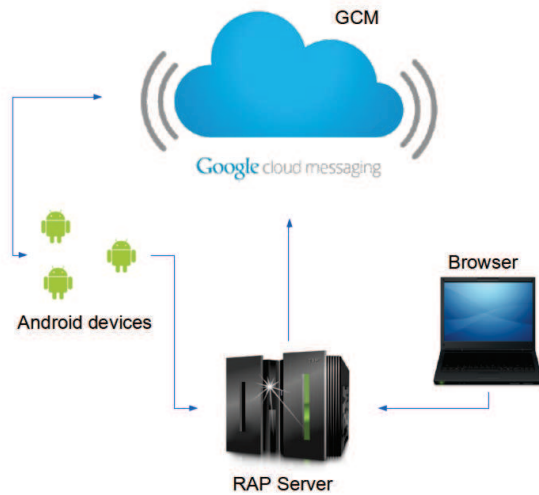 GCM
Google cloud messaging
Android devices
Browser
RAP Server